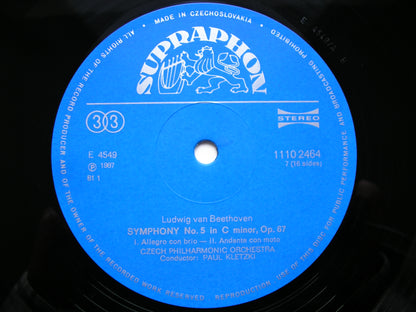 • MADE IN CZECHOSLOVAKIA •
ALL RIGHTS OF THE RECORD PRODUCER AND OF THE OWNER OF THE RECORDED WORK RESERVED. UNAUTHORIZED REPRODUCTION. USE OF THIS DISC FOR PUBLIC PERFORMANCE AND BROADCASTING PROHIBITED
SUPRAPHON
33
STEREO
E 4549
1110 2464
℗ 1967
7 (16 sides)
81 1
Ludwig van Beethoven
SYMPHONY No. 5 in C minor, Op. 67
I. Allegro con brio — II. Andante con moto
CZECH PHILHARMONIC ORCHESTRA
Conductor: PAUL KLETZKI